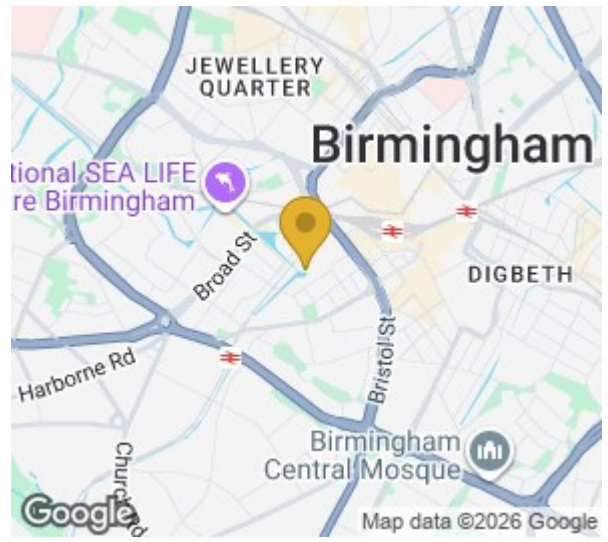 JEWELLERY
QUARTER
Birmingham
tional SEA LIFE
re Birmingham
Broad St
DIGBETH
Bristol St
Harborne Rd
Church Rd
Birmingham
Central Mosque
Google
Map data ©2026 Google